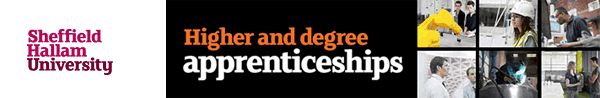 Sheffield
Hallam
University
Higher and degree
apprenticeships